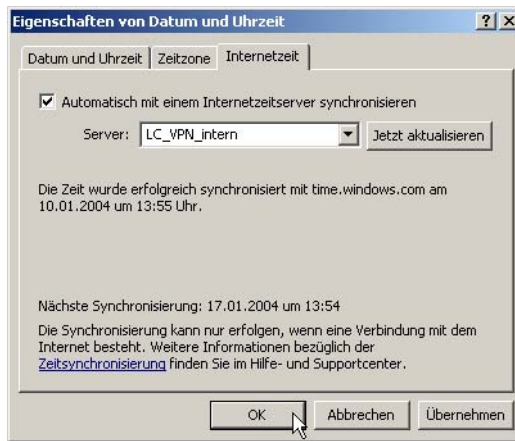 Eigenschaften von Datum und Uhrzeit
Datum und Uhrzeit Zeitzone Internetzeit
Automatisch mit einem Internetzeitserver synchronisieren
Server: LC_VPN_intern Jetzt aktualisieren
Die Zeit wurde erfolgreich synchronisiert mit time.windows.com am
10.01.2004 um 13:55 Uhr.
Nächste Synchronisierung: 17.01.2004 um 13:54
Die Synchronisierung kann nur erfolgen, wenn eine Verbindung mit dem
Internet besteht. Weitere Informationen bezüglich der
Zeitsynchronisierung finden Sie im Hilfe- und Supportcenter.
OK Abbrechen Übernehmen